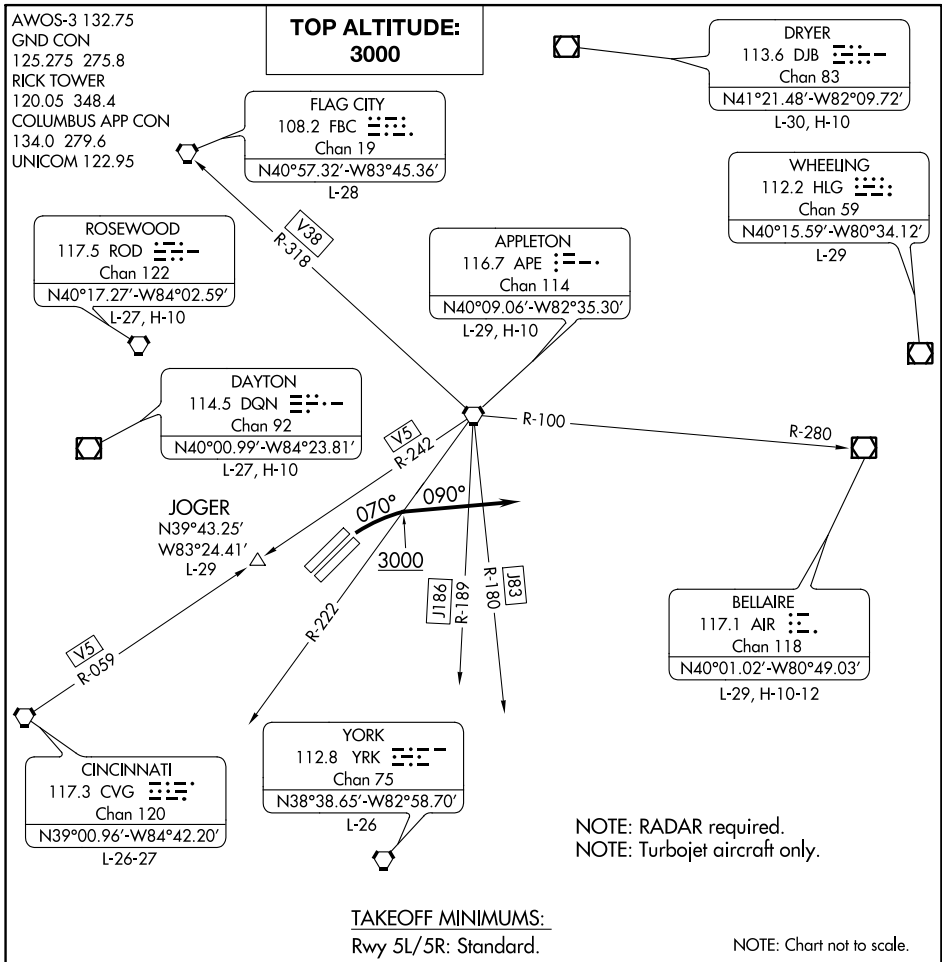 AWOS-3 132.75
GND CON
125.275 275.8
RICK TOWER
120.05 348.4
COLUMBUS APP CON
134.0 279.6
UNICOM 122.95
TOP ALTITUDE:
3000
DRYER
113.6 DJB
Chan 83
N41°21.48’-W82°09.72’
L-30, H-10
FLAG CITY
108.2 FBC
Chan 19
N40°57.32’-W83°45.36’
L-28
WHEELING
112.2 HLG
Chan 59
N40°15.59’-W80°34.12’
L-29
ROSEWOOD
117.5 ROD
Chan 122
N40°17.27’-W84°02.59’
L-27, H-10
V38
R-318
APPLETON
116.7 APE
Chan 114
N40°09.06’-W82°35.30’
L-29, H-10
DAYTON
114.5 DQN
Chan 92
N40°00.99’-W84°23.81’
L-27, H-10
V5
R-242
R-100
R-280
JOGER
N39°43.25’
W83°24.41’
L-29
070°
090°
3000
R-222
J186
R-189
R-180
J83
V5
R-059
BELLAIRE
117.1 AIR
Chan 118
N40°01.02’-W80°49.03’
L-29, H-10-12
CINCINNATI
117.3 CVG
Chan 120
N39°00.96’-W84°42.20’
L-26-27
YORK
112.8 YRK
Chan 75
N38°38.65’-W82°58.70’
L-26
NOTE: RADAR required.
NOTE: Turbojet aircraft only.
TAKEOFF MINIMUMS:
Rwy 5L/5R: Standard.
NOTE: Chart not to scale.